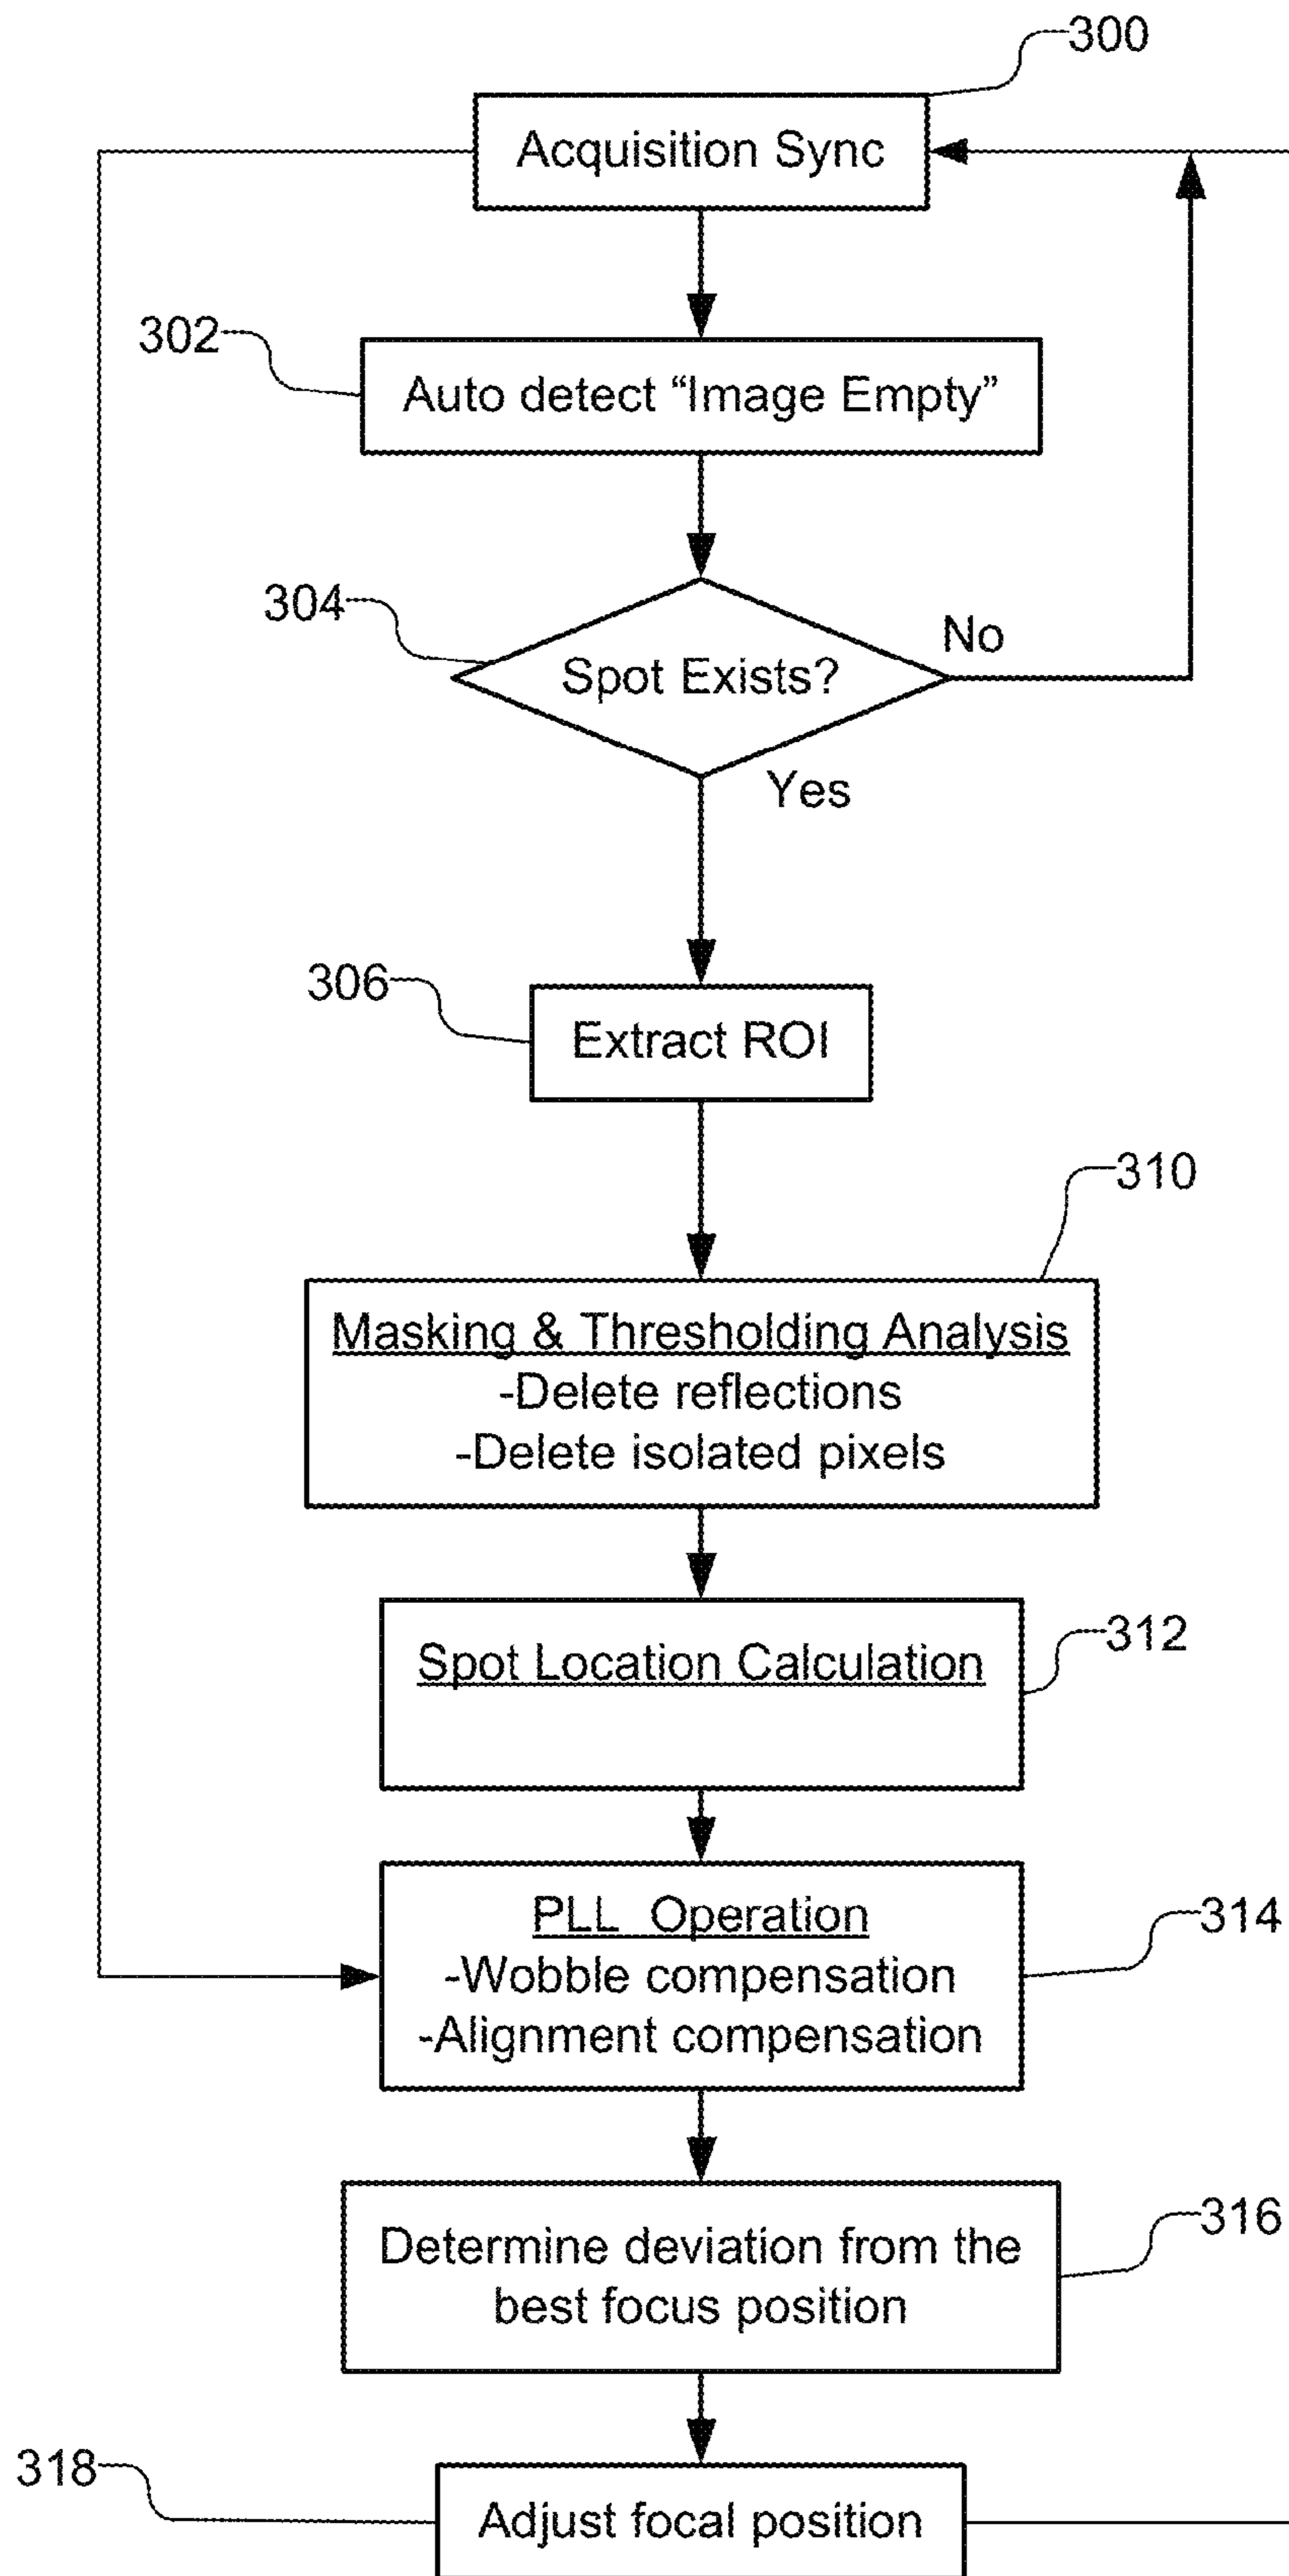 300
Acquisition Sync
302
Auto detect “Image Empty”
304
Spot Exists?
No
Yes
306
Extract ROI
310
Masking & Thresholding Analysis
-Delete reflections
-Delete isolated pixels
312
Spot Location Calculation
314
PLL Operation
-Wobble compensation
-Alignment compensation
316
Determine deviation from the
best focus position
318
Adjust focal position